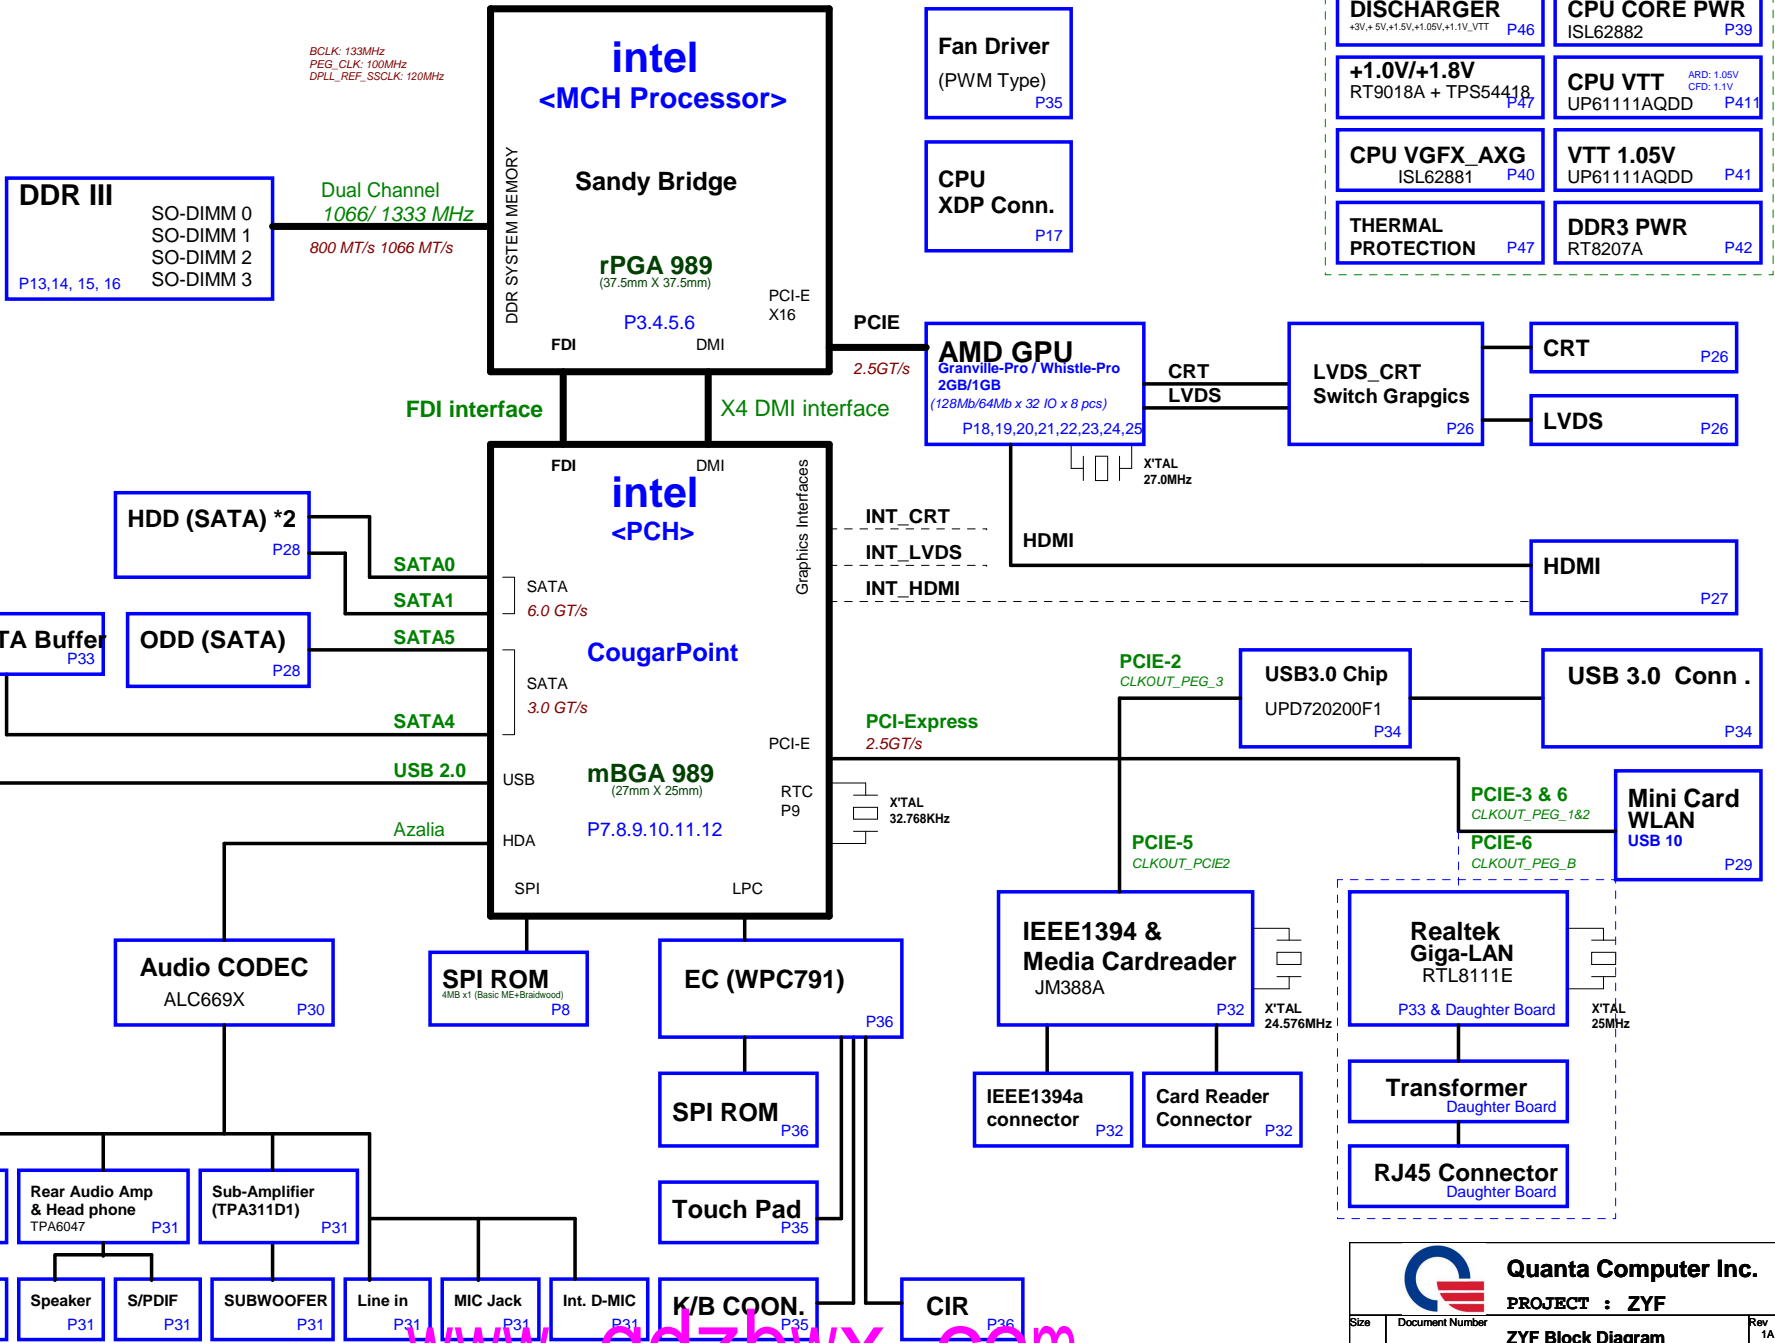 BCLK: 133MHz
PEG_CLK: 100MHz
DPLL_REF_SSCLK: 120MHz
intel
<MCH Processor>
Sandy Bridge
rPGA 989
(37.5mm X 37.5mm)
P3.4.5.6
DDR SYSTEM MEMORY
PCI-E
X16
FDI
DMI
DDR III
SO-DIMM 0
SO-DIMM 1
SO-DIMM 2
SO-DIMM 3
P13,14, 15, 16
Dual Channel
1066/ 1333 MHz
800 MT/s 1066 MT/s
Fan Driver
(PWM Type)
P35
CPU
XDP Conn.
P17
DISCHARGER
+3V,+ 5V,+1.5V,+1.05V,+1.1V_VTT
P46
CPU CORE PWR
ISL62882
P39
+1.0V/+1.8V
RT9018A + TPS54418
P47
CPU VTT
ARD: 1.05V
CFD: 1.1V
UP61111AQDD
P411
CPU VGFX_AXG
ISL62881
P40
VTT 1.05V
UP61111AQDD
P41
THERMAL
PROTECTION
P47
DDR3 PWR
RT8207A
P42
PCIE
2.5GT/s
AMD GPU
Granville-Pro / Whistle-Pro
2GB/1GB
(128Mb/64Mb x 32 IO x 8 pcs)
P18,19,20,21,22,23,24,25
CRT
LVDS
LVDS_CRT
Switch Grapgics
P26
CRT
P26
LVDS
P26
X'TAL
27.0MHz
FDI interface
X4 DMI interface
FDI
DMI
intel
<PCH>
Graphics Interfaces
CougarPoint
mBGA 989
(27mm X 25mm)
P7.8.9.10.11.12
INT_CRT
INT_LVDS
INT_HDMI
HDMI
HDMI
P27
HDD (SATA) *2
P28
SATA0
SATA1
SATA
6.0 GT/s
TA Buffer
P33
ODD (SATA)
P28
SATA5
SATA
3.0 GT/s
SATA4
USB 2.0
USB
Azalia
HDA
SPI
LPC
PCI-E
RTC
P9
X'TAL
32.768KHz
PCI-Express
2.5GT/s
PCIE-2
CLKOUT_PEG_3
USB3.0 Chip
UPD720200F1
P34
USB 3.0 Conn .
P34
PCIE-3 & 6
CLKOUT_PEG_1&2
Mini Card
WLAN
USB 10
P29
PCIE-5
CLKOUT_PCIE2
PCIE-6
CLKOUT_PEG_B
Audio CODEC
ALC669X
P30
SPI ROM
4MB x1 (Basic ME+Braidwood)
P8
EC (WPC791)
P36
IEEE1394 &
Media Cardreader
JM388A
P32
X'TAL
24.576MHz
Realtek
Giga-LAN
RTL8111E
P33 & Daughter Board
X'TAL
25MHz
SPI ROM
P36
IEEE1394a
connector
P32
Card Reader
Connector
P32
Transformer
Daughter Board
RJ45 Connector
Daughter Board
Rear Audio Amp
& Head phone
TPA6047
P31
Sub-Amplifier
(TPA311D1)
P31
Touch Pad
P35
Speaker
P31
S/PDIF
P31
SUBWOOFER
P31
Line in
P31
MIC Jack
P31
Int. D-MIC
P31
K/B COON.
P35
CIR
P36
Quanta Computer Inc.
PROJECT : ZYF
Size
Document Number
Rev
1A
ZYF Block Diagram